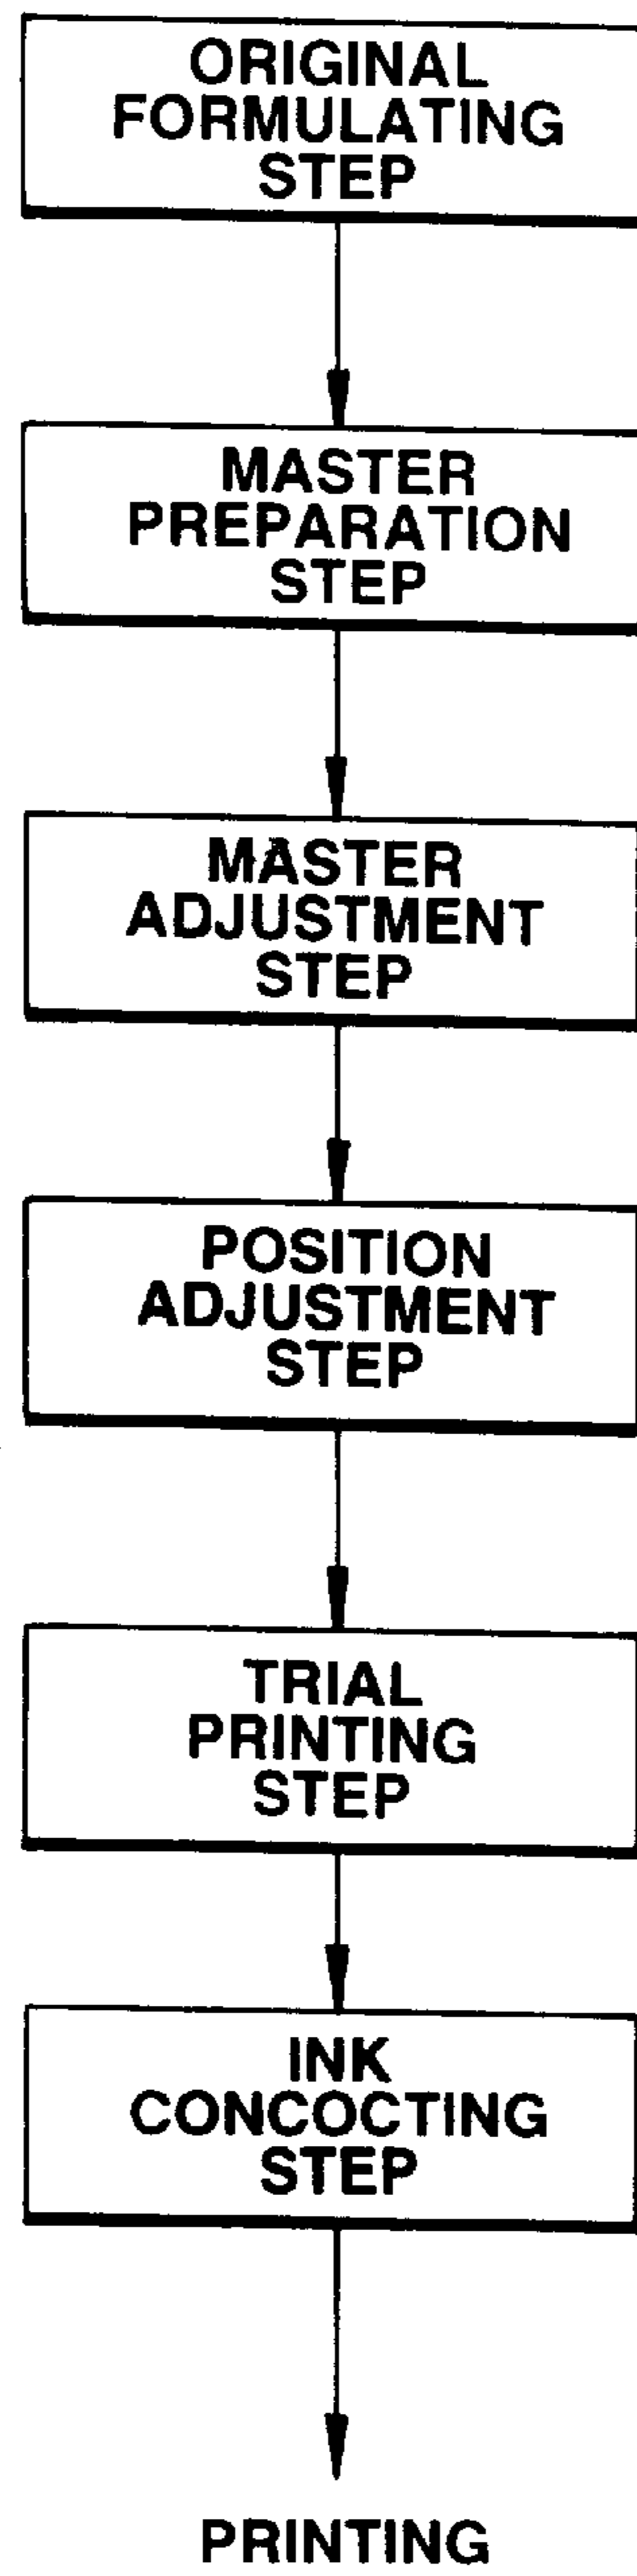 ORIGINAL
FORMULATING
STEP
MASTER
PREPARATION
STEP
MASTER
ADJUSTMENT
STEP
POSITION
ADJUSTMENT
STEP
TRIAL
PRINTING
STEP
INK
CONCOCTING
STEP
PRINTING